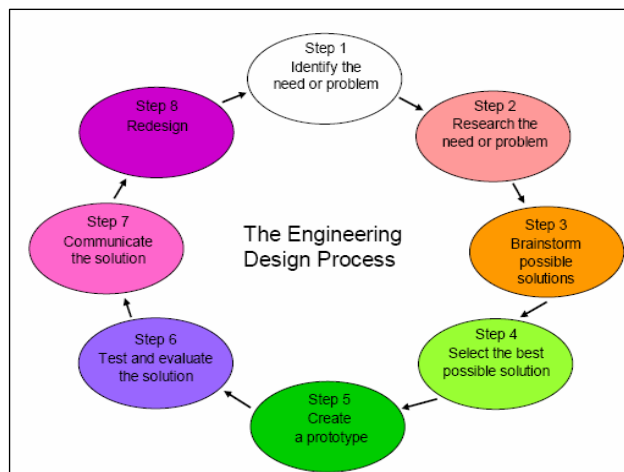 Step 1
Identify the
need or problem
Step 2
Research the
need or problem
Step 3
Brainstorm
possible
solutions
Step 4
Select the best
possible solution
Step 5
Create
a prototype
Step 6
Test and evaluate
the solution
Step 7
Communicate
the solution
Step 8
Redesign
The Engineering
Design Process